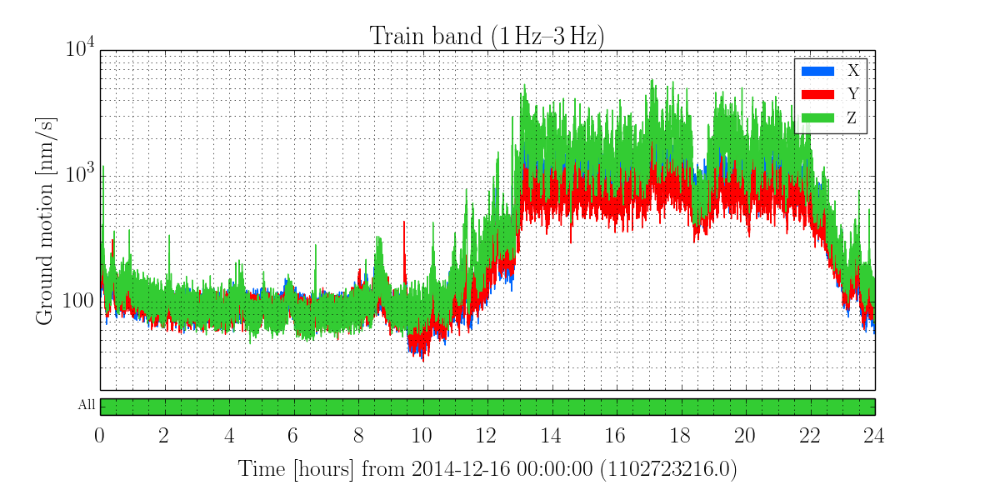 Train band (1 Hz–3 Hz)
10^4
10^3
100
Ground motion [nm/s]
X
Y
Z
All
0 2 4 6 8 10 12 14 16 18 20 22 24
Time [hours] from 2014-12-16 00:00:00 (1102723216.0)